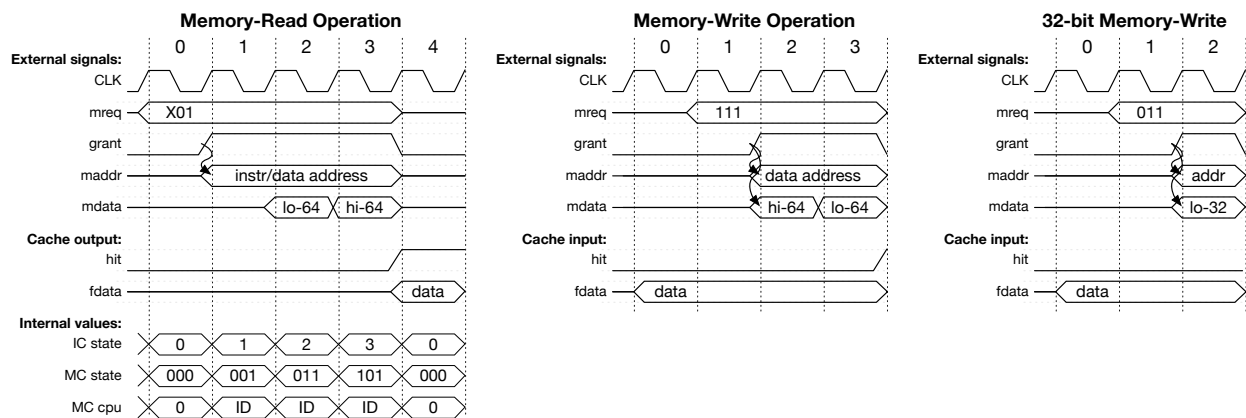 Memory-Read Operation
0 1 2 3 4
External signals:
CLK
mreq X01
grant
maddr instr/data address
mdata lo-64 hi-64
Cache output:
hit
fdata data
Internal values:
IC state 0 1 2 3 0
MC state 000 001 011 101 000
MC cpu 0 ID ID ID 0
Memory-Write Operation
0 1 2 3
External signals:
CLK
mreq 111
grant
maddr data address
mdata hi-64 lo-64
Cache input:
hit
fdata data
32-bit Memory-Write
0 1 2
External signals:
CLK
mreq 011
grant
maddr addr
mdata lo-32
Cache input:
hit
fdata data